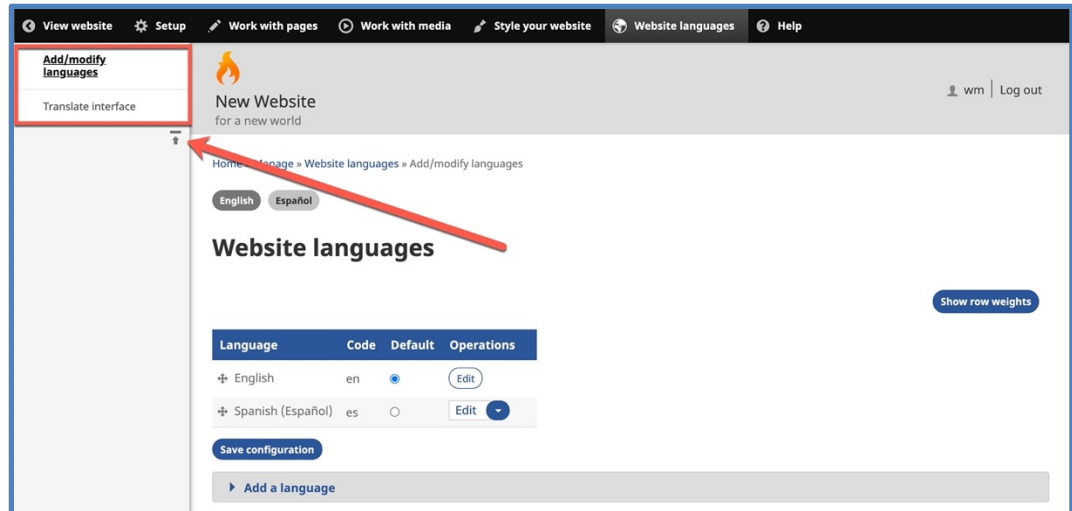 View website Setup Work with pages Work with media Style your website Website languages Help
Add/modify
languages
Translate interface
New Website
for a new world
wm Log out
Home » Manage » Website languages » Add/modify languages
English Español
Website languages
Show row weights
Language Code Default Operations
English en Edit
Spanish (Español) es Edit
Save configuration
Add a language